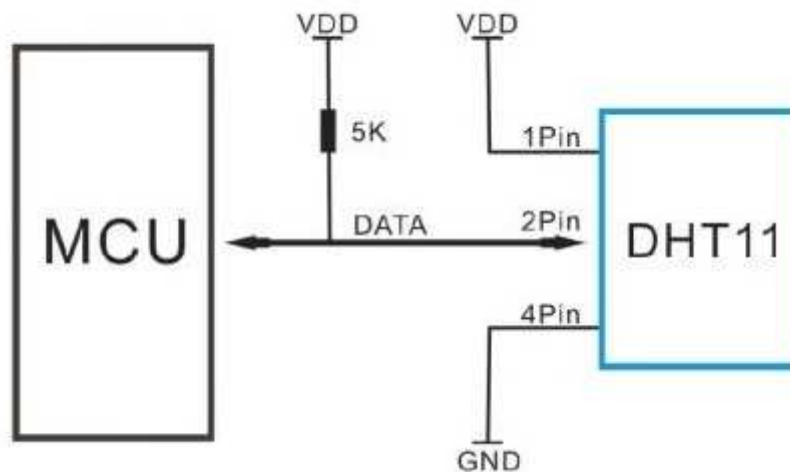 VDD
VDD
5K
1Pin
MCU
DATA
2Pin
DHT11
4Pin
GND